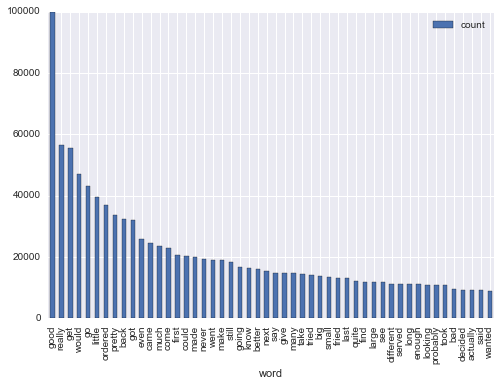 100000
80000
60000
40000
20000
0
count
good
really
get
would
go
little
ordered
pretty
back
got
even
came
much
come
first
could
made
never
went
make
still
going
know
better
next
say
give
many
take
tried
big
small
fried
last
quite
find
large
see
different
served
long
enough
looking
probably
took
bad
decided
actually
said
wanted
word